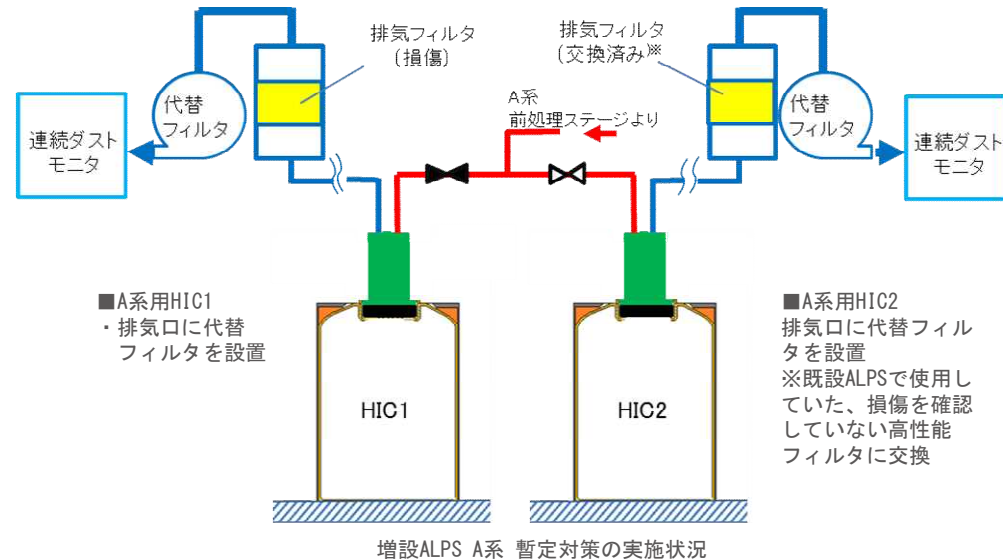 排気フィルタ
(損傷)
排気フィルタ
(交換済み※
代替
フィルタ
連続ダスト
モニタ
A系
前処理ステージより
代替
フィルタ
連続ダスト
モニタ
■A系用HIC1
・排気口に代替
フィルタを設置
HIC1
HIC2
■A系用HIC2
排気口に代替フィル
タを設置
※既設ALPSで使用し
ていた、損傷を確認
していない高性能
フィルタに交換
増設ALPS A系 暫定対策の実施状況